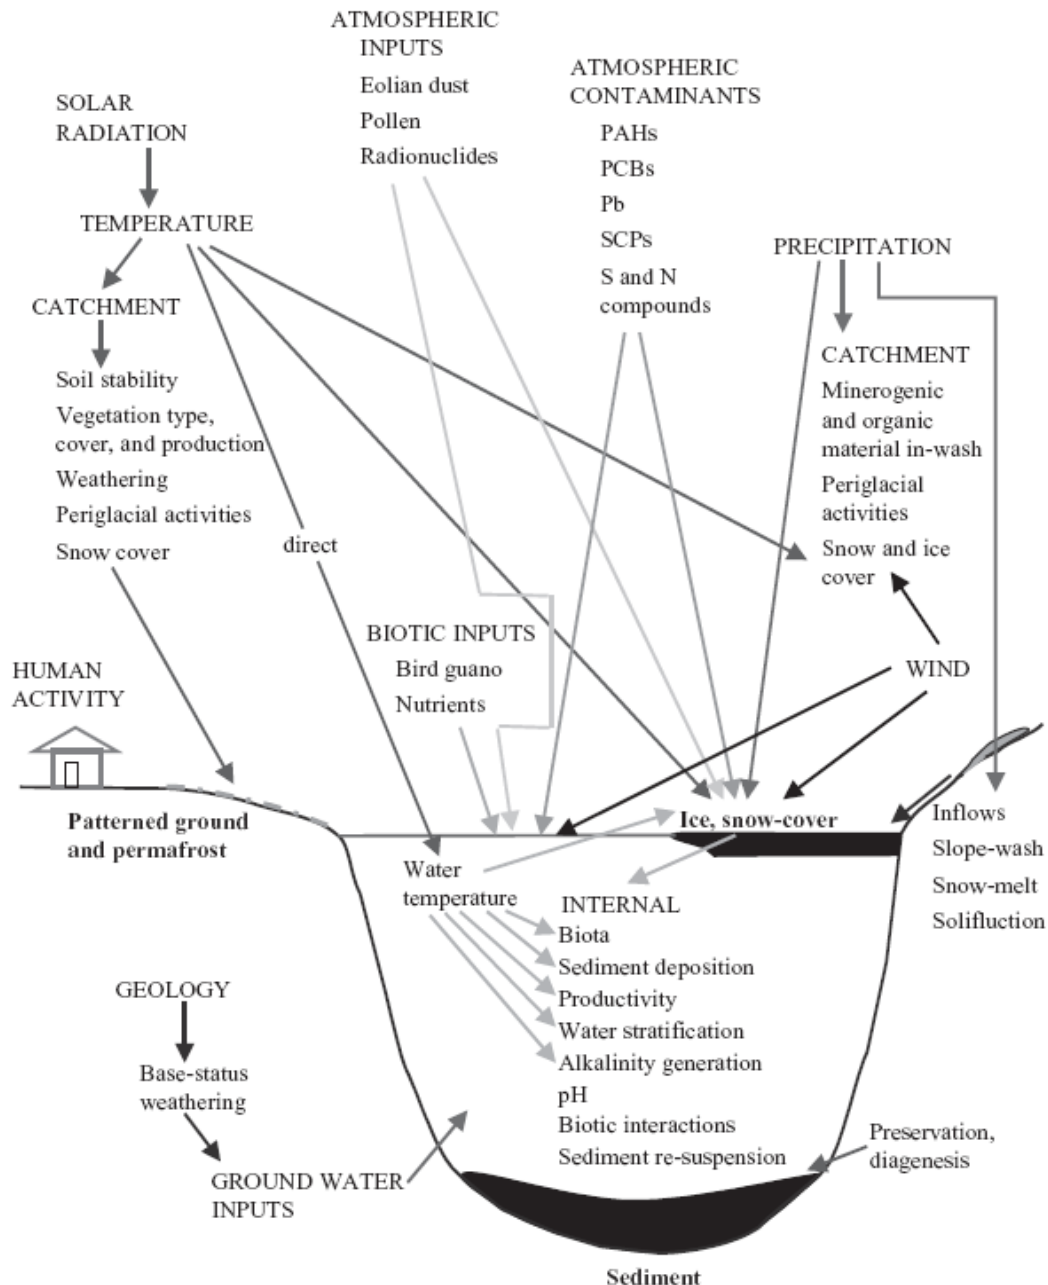 ATMOSPHERIC
INPUTS
Eolian dust
Pollen
Radionuclides
ATMOSPHERIC
CONTAMINANTS
PAHs
PCBs
Pb
SCPs
S and N
compounds
SOLAR
RADIATION
TEMPERATURE
CATCHMENT
Soil stability
Vegetation type,
cover, and production
Weathering
Periglacial activities
Snow cover
direct
PRECIPITATION
CATCHMENT
Minerogenic
and organic
material in-wash
Periglacial
activities
Snow and ice
cover
BIOTIC INPUTS
Bird guano
Nutrients
WIND
HUMAN
ACTIVITY
Patterned ground
and permafrost
Ice, snow-cover
Inflows
Slope-wash
Snow-melt
Solifluction
Water
temperature
INTERNAL
Biota
Sediment deposition
Productivity
Water stratification
Alkalinity generation
pH
Biotic interactions
Sediment re-suspension
GEOLOGY
Base-status
weathering
GROUND WATER
INPUTS
Preservation,
diagenesis
Sediment